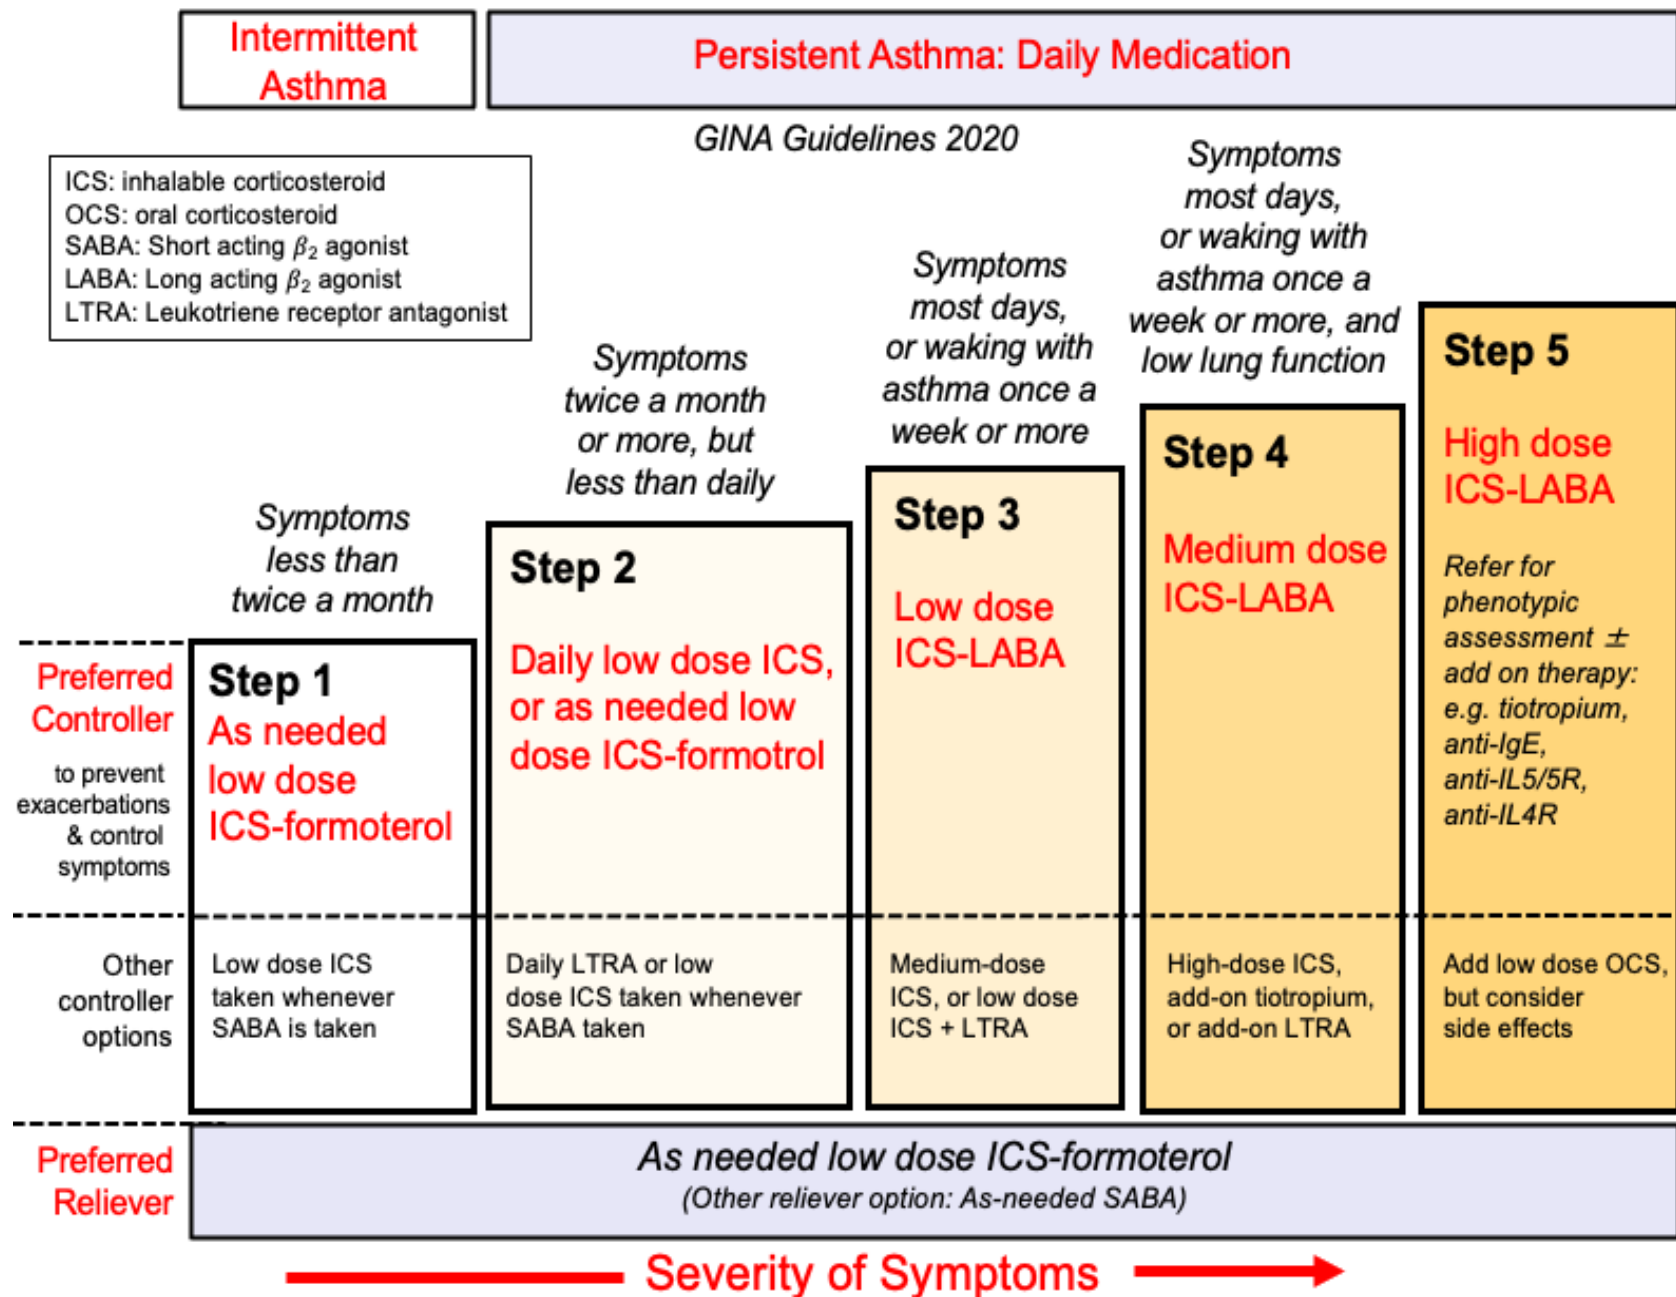 Intermittent
Asthma
Persistent Asthma: Daily Medication
GINA Guidelines 2020
ICS: inhalable corticosteroid
OCS: oral corticosteroid
SABA: Short acting β₂ agonist
LABA: Long acting β₂ agonist
LTRA: Leukotriene receptor antagonist
Symptoms
less than
twice a month
Symptoms
twice a month
or more, but
less than daily
Symptoms
most days,
or waking with
asthma once a
week or more
Symptoms
most days,
or waking with
asthma once a
week or more, and
low lung function
Preferred
Controller
to prevent
exacerbations
& control
symptoms
Step 1
As needed
low dose
ICS-formoterol
Step 2
Daily low dose ICS,
or as needed low
dose ICS-formotrol
Step 3
Low dose
ICS-LABA
Step 4
Medium dose
ICS-LABA
Step 5
High dose
ICS-LABA
Refer for
phenotypic
assessment ±
add on therapy:
e.g. tiotropium,
anti-IgE,
anti-IL5/5R,
anti-IL4R
Other
controller
options
Low dose ICS
taken whenever
SABA is taken
Daily LTRA or low
dose ICS taken whenever
SABA taken
Medium-dose
ICS, or low dose
ICS + LTRA
High-dose ICS,
add-on tiotropium,
or add-on LTRA
Add low dose OCS,
but consider
side effects
Preferred
Reliever
As needed low dose ICS-formoterol
(Other reliever option: As-needed SABA)
Severity of Symptoms